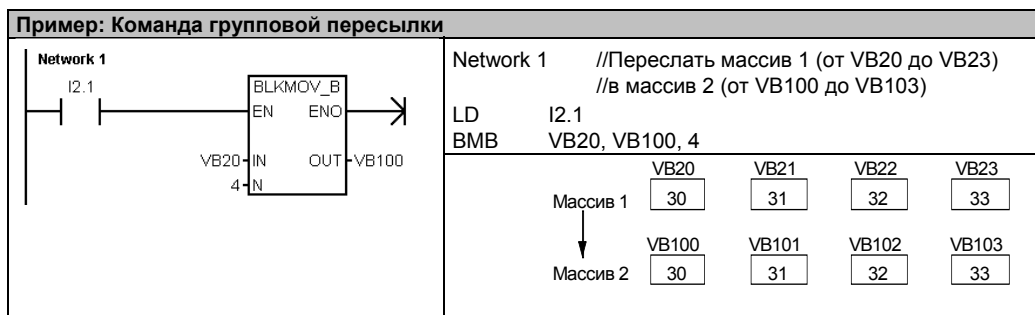 Пример: Команда групповой пересылки
Network 1
I2.1
BLKMOV_B
EN ENO
VB20 IN OUT VB100
4 N
Network 1 //Переслать массив 1 (от VB20 до VB23)
//в массив 2 (от VB100 до VB103)
LD I2.1
BMB VB20, VB100, 4
VB20 VB21 VB22 VB23
Массив 1 30 31 32 33
VB100 VB101 VB102 VB103
Массив 2 30 31 32 33